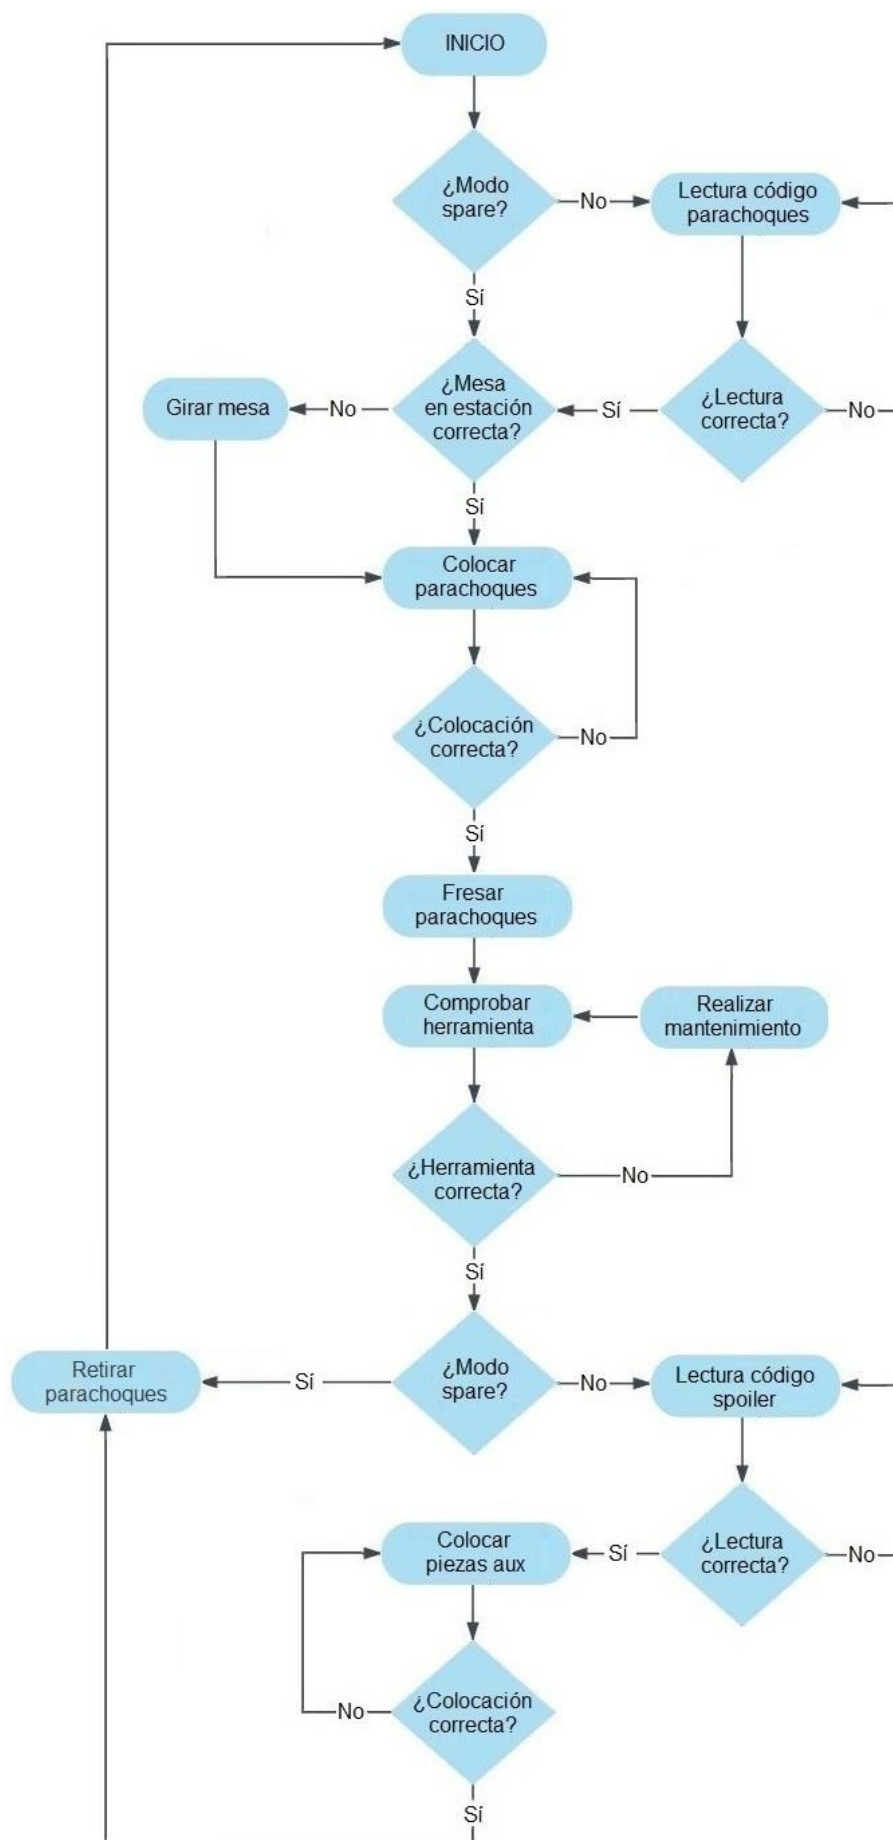 INICIO
¿Modo
spare?
No
Lectura código
parachoques
Sí
Girar mesa
No
¿Mesa
en estación
correcta?
Sí
¿Lectura
correcta?
No
Sí
Colocar
parachoques
¿Colocación
correcta?
No
Sí
Fresar
parachoques
Comprobar
herramienta
Realizar
mantenimiento
¿Herramienta
correcta?
No
Sí
Retirar
parachoques
Sí
¿Modo
spare?
No
Lectura código
spoiler
Colocar
piezas aux
Sí
¿Lectura
correcta?
No
No
¿Colocación
correcta?
Sí